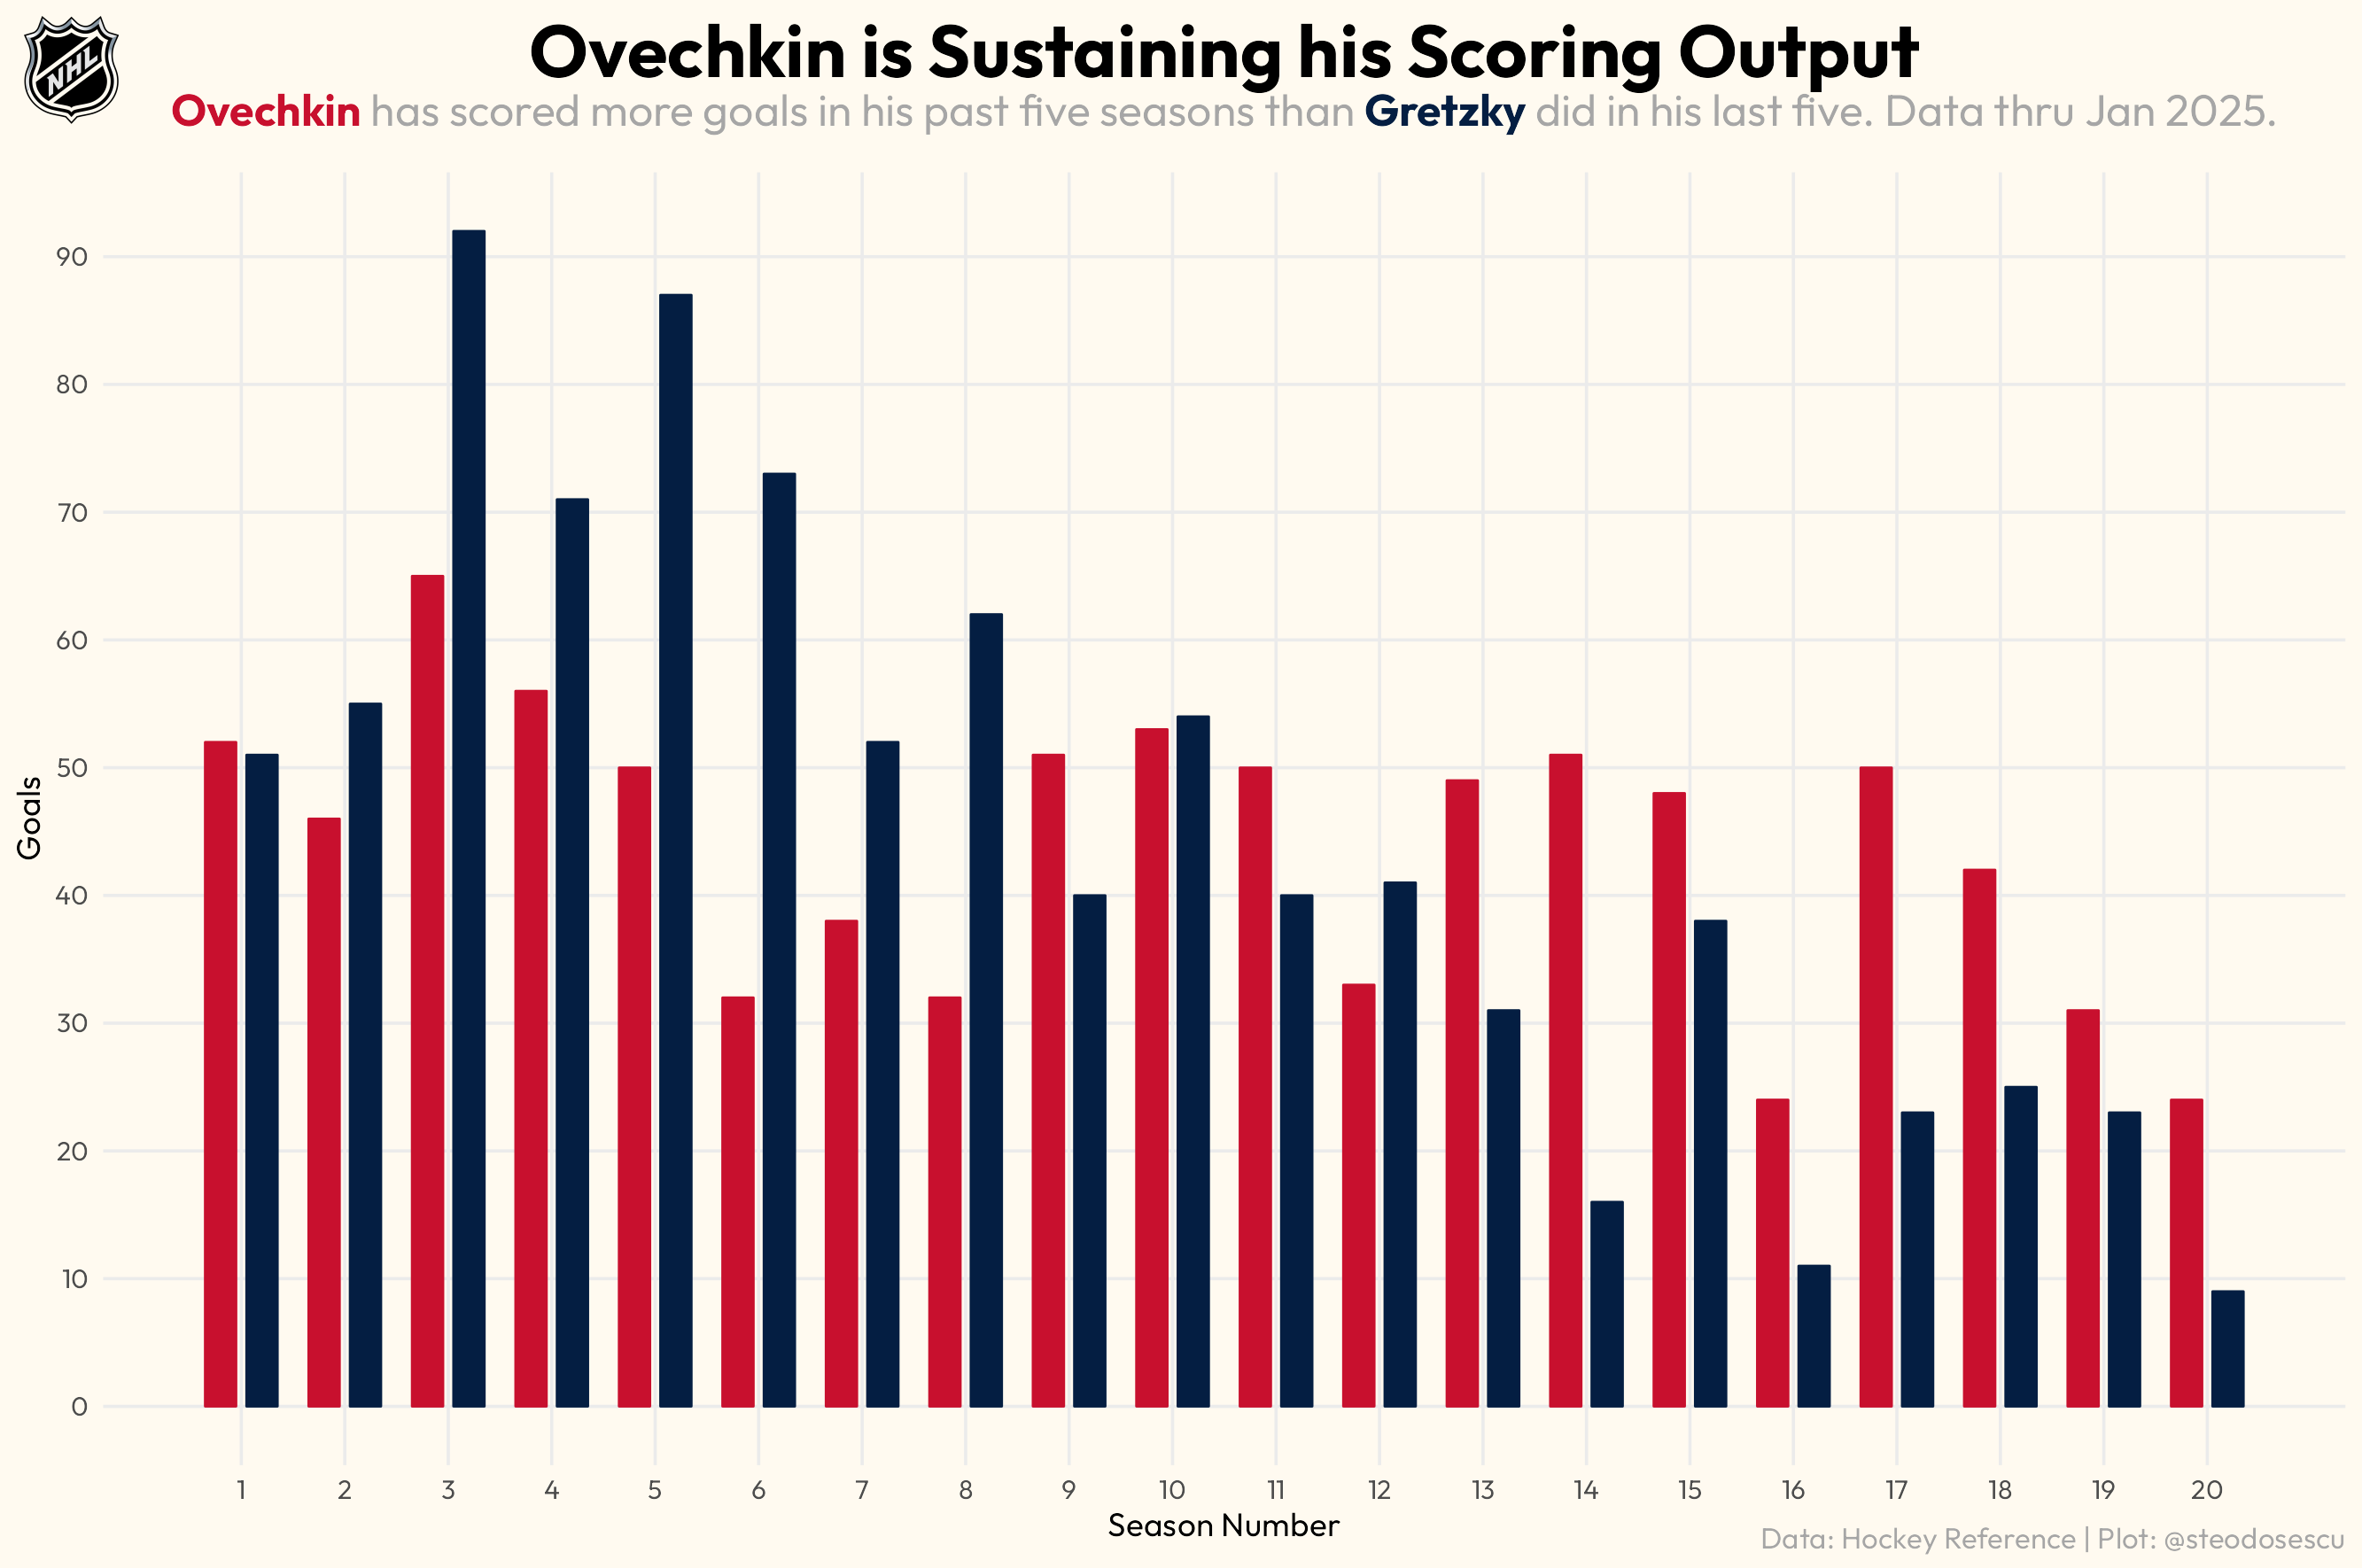 NHL
Ovechkin is Sustaining his Scoring Output
Ovechkin has scored more goals in his past five seasons than Gretzky did in his last five. Data thru Jan 2025.
90
80
70
60
50
40
30
20
10
0
Goals
1 2 3 4 5 6 7 8 9 10 11 12 13 14 15 16 17 18 19 20
Season Number
Data: Hockey Reference | Plot: @steodosescu